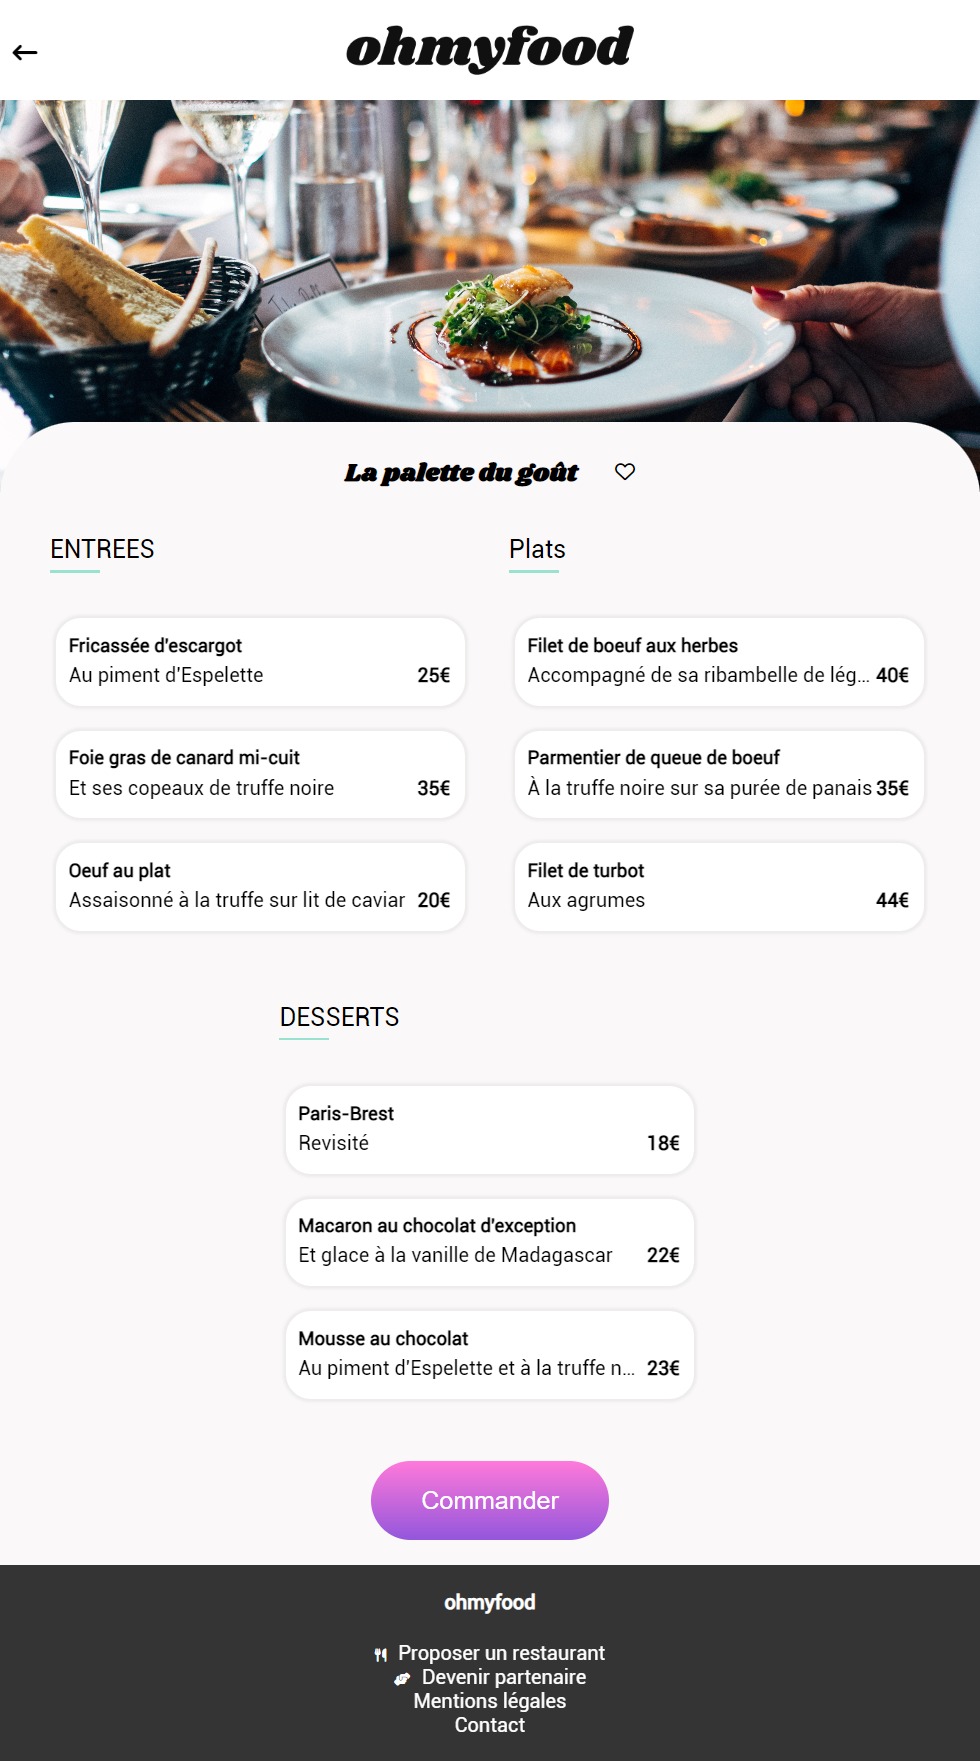 ohmyfood
La palette du goût
ENTREES
Fricassée d'escargot
Au piment d'Espelette 25€
Foie gras de canard mi-cuit
Et ses copeaux de truffe noire 35€
Oeuf au plat
Assaisonné à la truffe sur lit de caviar 20€
Plats
Filet de boeuf aux herbes
Accompagné de sa ribambelle de lég... 40€
Parmentier de queue de boeuf
À la truffe noire sur sa purée de panais 35€
Filet de turbot
Aux agrumes 44€
DESSERTS
Paris-Brest
Revisité 18€
Macaron au chocolat d'exception
Et glace à la vanille de Madagascar 22€
Mousse au chocolat
Au piment d'Espelette et à la truffe n... 23€
Commander
ohmyfood
Proposer un restaurant
Devenir partenaire
Mentions légales
Contact